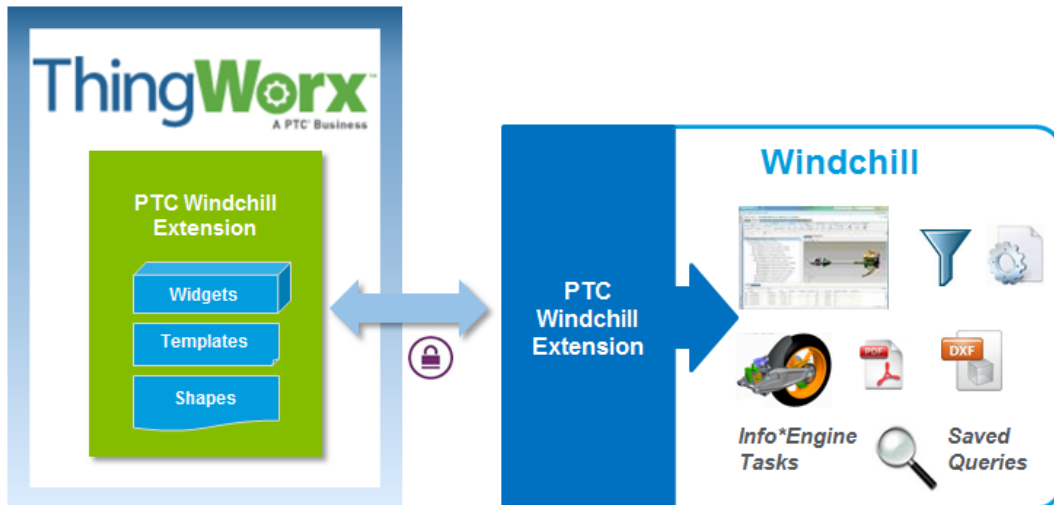 ThingWorx™
A PTC® Business
PTC Windchill
Extension
Widgets
Templates
Shapes
PTC
Windchill
Extension
Windchill
PDF
DXF
Info*Engine
Tasks
Saved
Queries